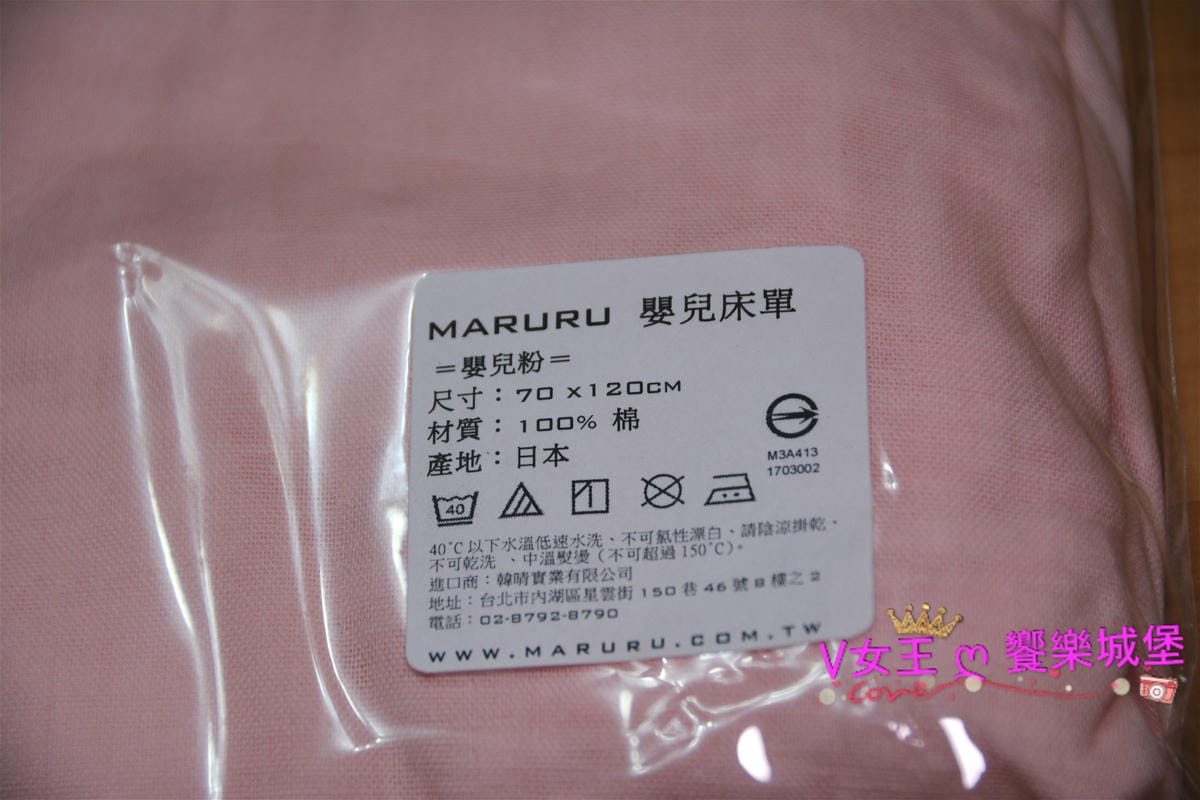 MARURU 嬰兒床單
＝嬰兒粉＝
尺寸：70 x120CM
材質：100% 棉
產地：日本
M3A413
1703002
40
40°C 以下水溫低速水洗、不可氯性漂白、請陰涼掛乾、
不可乾洗 、中溫熨燙（不可超過 150°C）。
進口商：韓晴實業有限公司
地址：台北市內湖區星雲街 150 巷 46 號 8 樓之 2
電話：02-8792-8790
WWW.MARURU.COM.TW
V女王 ღ 饗樂城堡
Love